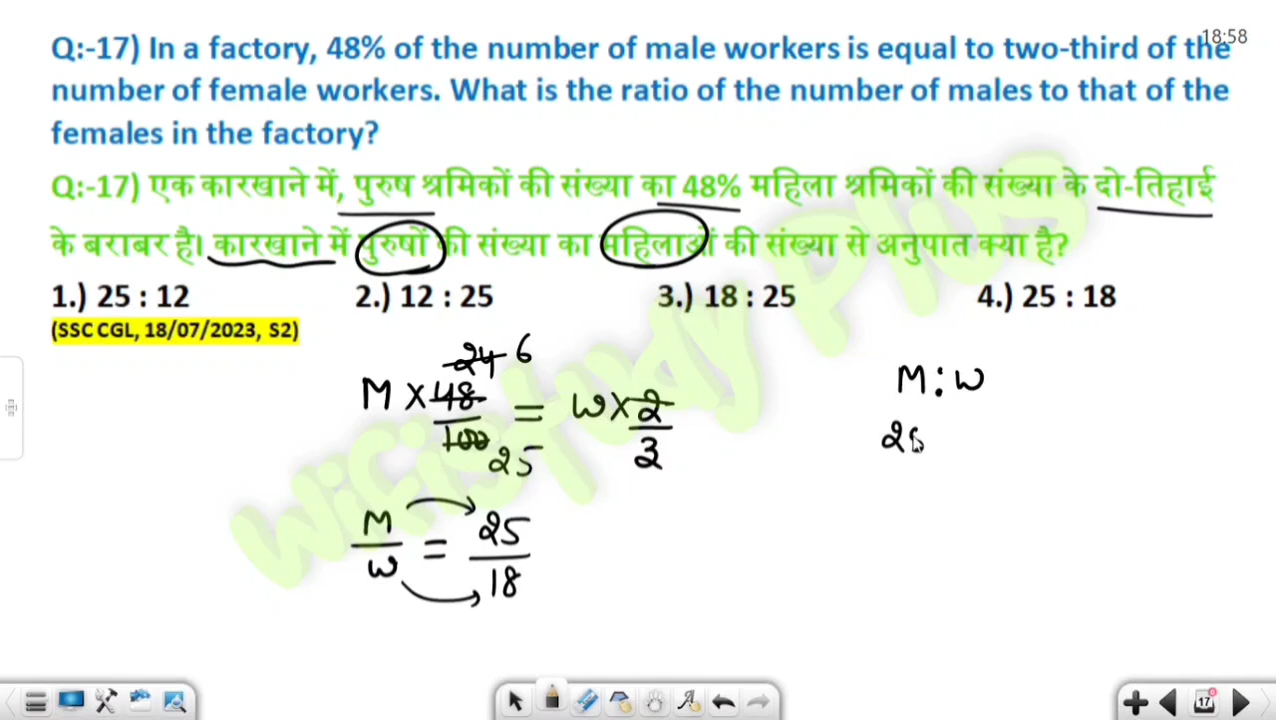 18:58
Q:-17) In a factory, 48% of the number of male workers is equal to two-third of the
number of female workers. What is the ratio of the number of males to that of the
females in the factory?
Q:-17) एक कारखाने में, पुरुष श्रमिकों की संख्या का 48% महिला श्रमिकों की संख्या के दो-तिहाई
के बराबर है। कारखाने में पुरुषों की संख्या का महिलाओं की संख्या से अनुपात क्या है?
1.) 25 : 12 2.) 12 : 25 3.) 18 : 25 4.) 25 : 18
(SSC CGL, 18/07/2023, S2)
24 6
M × 48/100 25 = W × 2/3
M : W
25
M/W = 25/18
WiFiStudy Plus
17